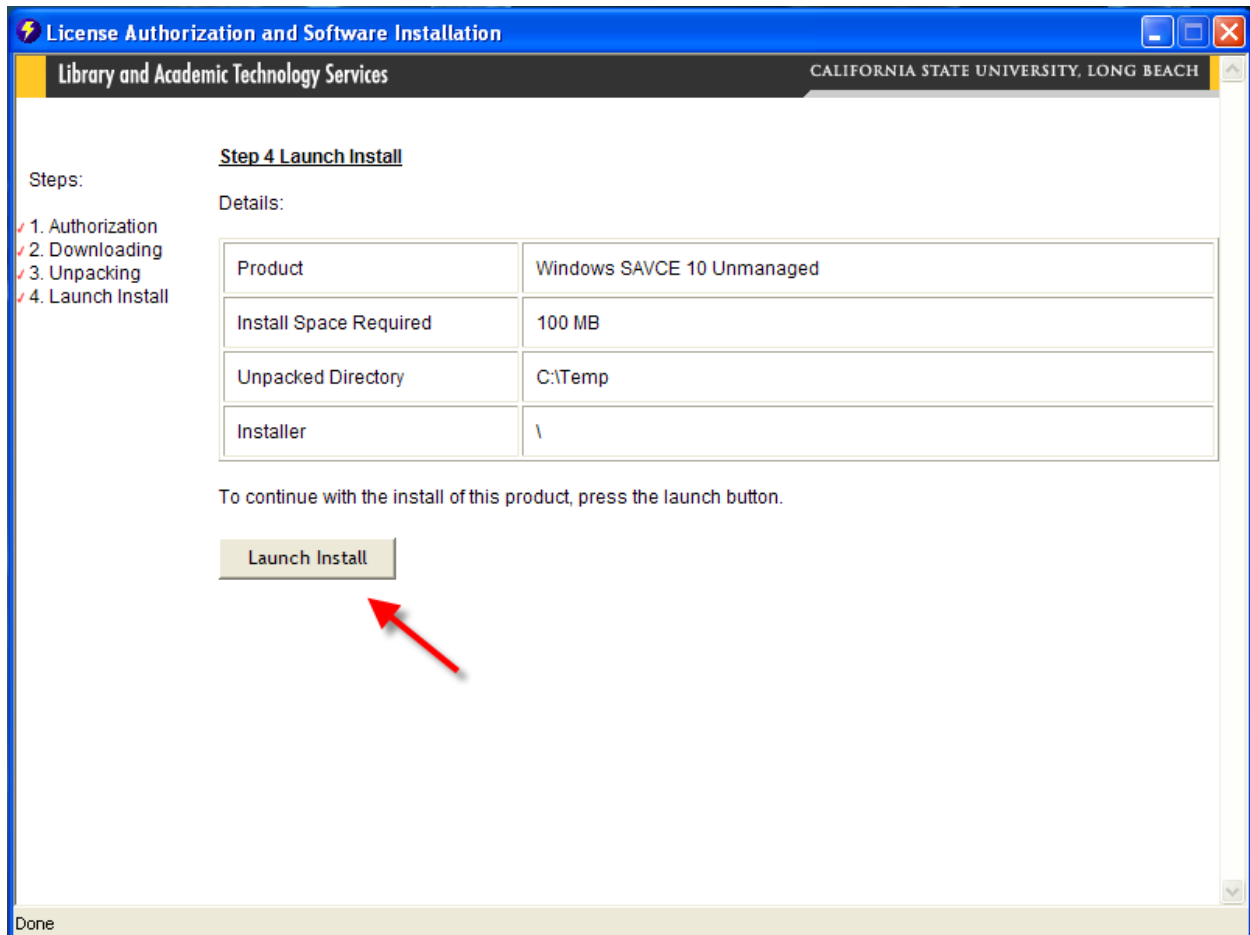 License Authorization and Software Installation
Library and Academic Technology Services
CALIFORNIA STATE UNIVERSITY, LONG BEACH
Steps:
1. Authorization
2. Downloading
3. Unpacking
4. Launch Install
Step 4 Launch Install
Details:
Product
Windows SAVCE 10 Unmanaged
Install Space Required
100 MB
Unpacked Directory
C:\Temp
Installer
\
To continue with the install of this product, press the launch button.
Launch Install
Done